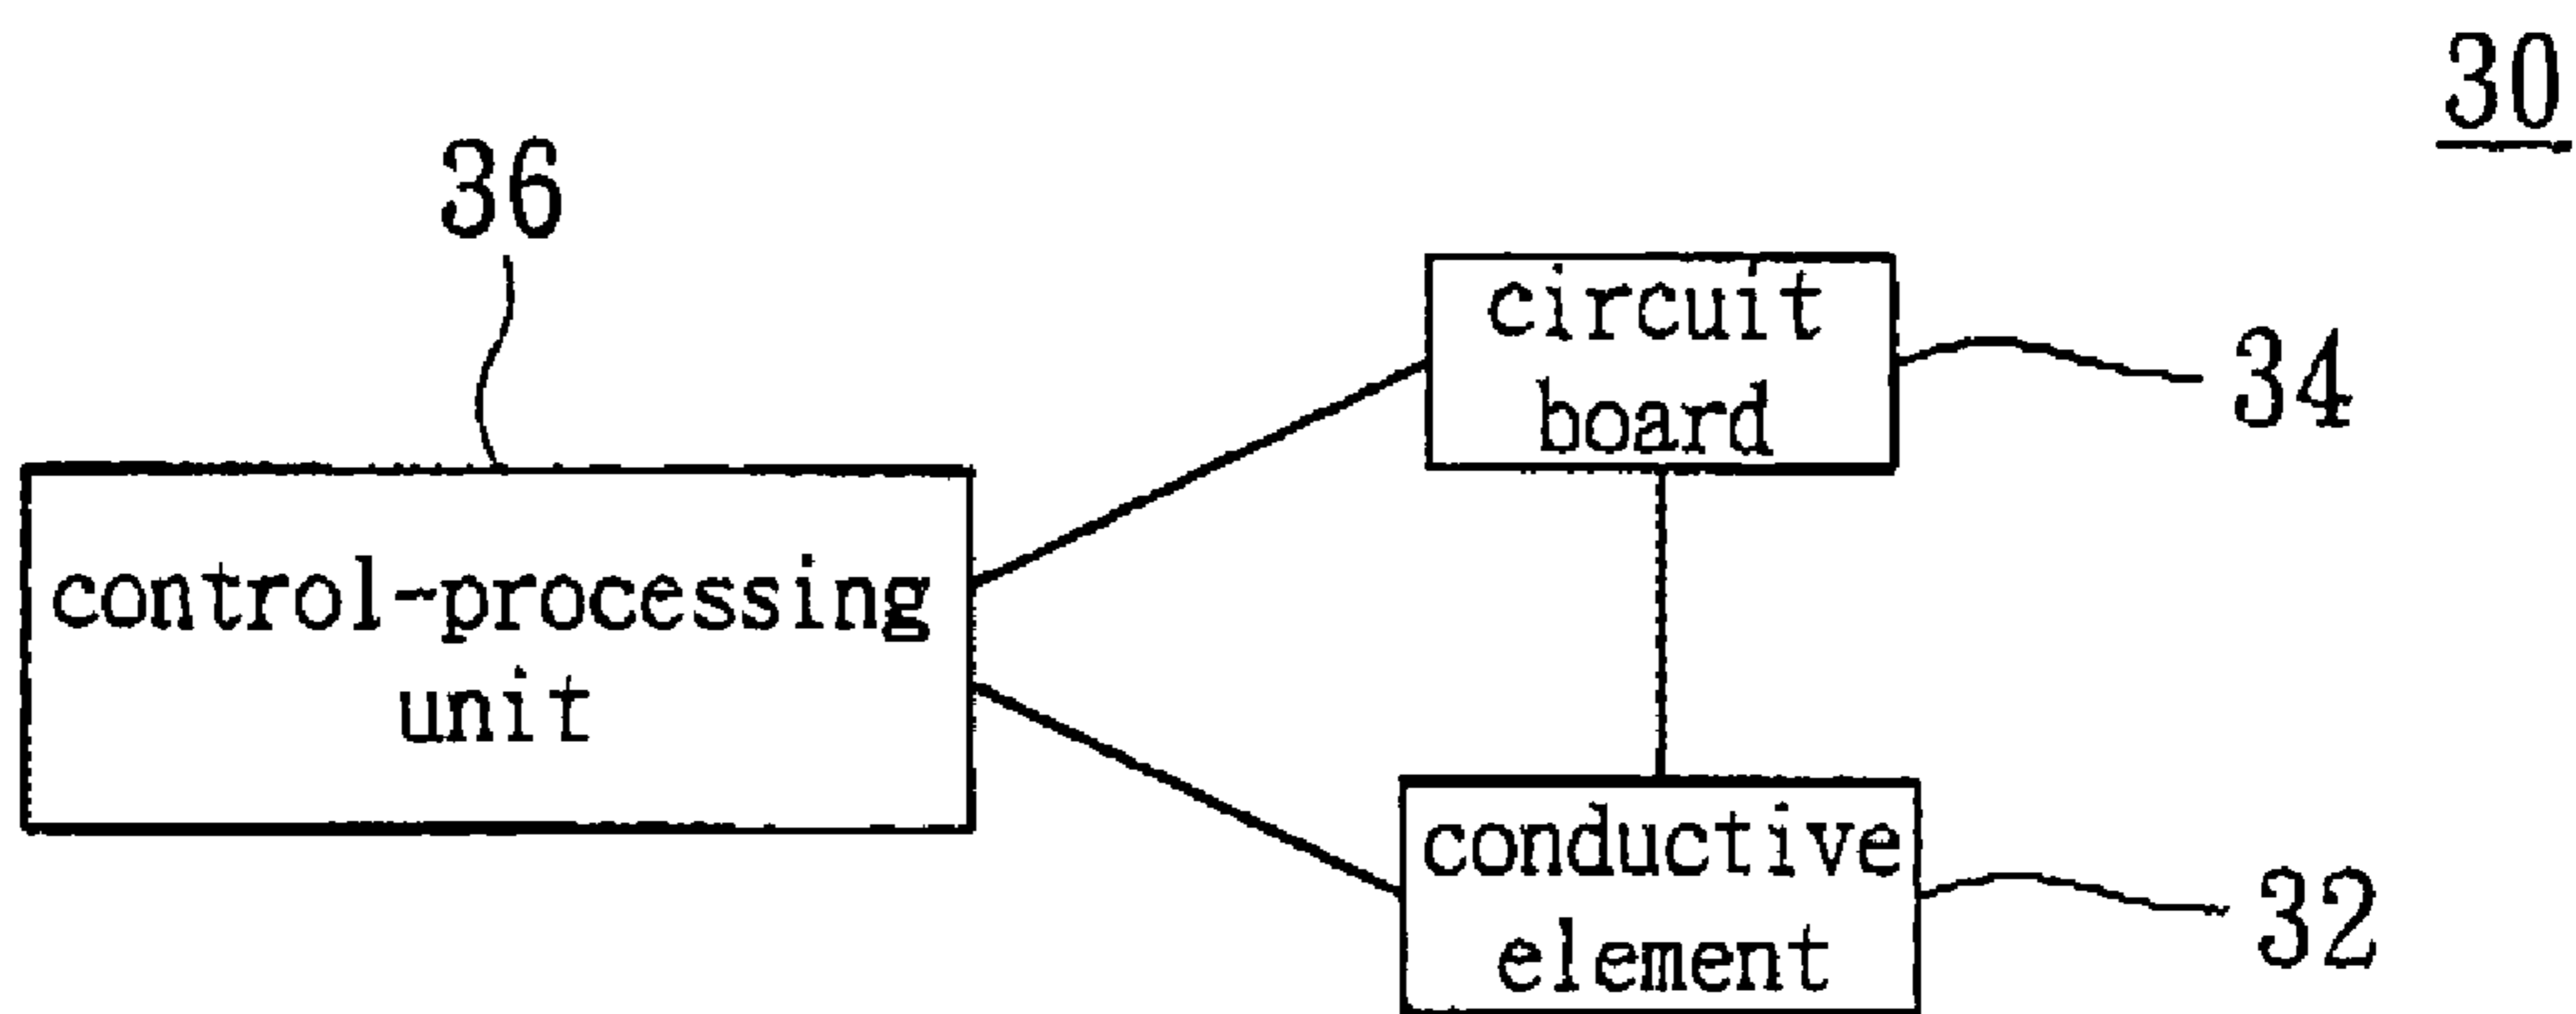 30
36
circuit
board
34
control-processing
unit
conductive
element
32